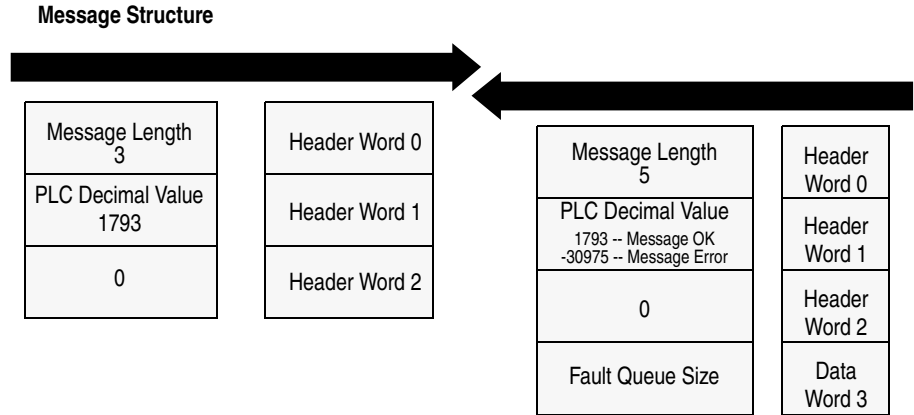 Message Structure
Message Length
3
Header Word 0
PLC Decimal Value
1793
Header Word 1
0
Header Word 2
Message Length
5
Header
Word 0
PLC Decimal Value
1793 -- Message OK
-30975 -- Message Error
Header
Word 1
0
Header
Word 2
Fault Queue Size
Data
Word 3